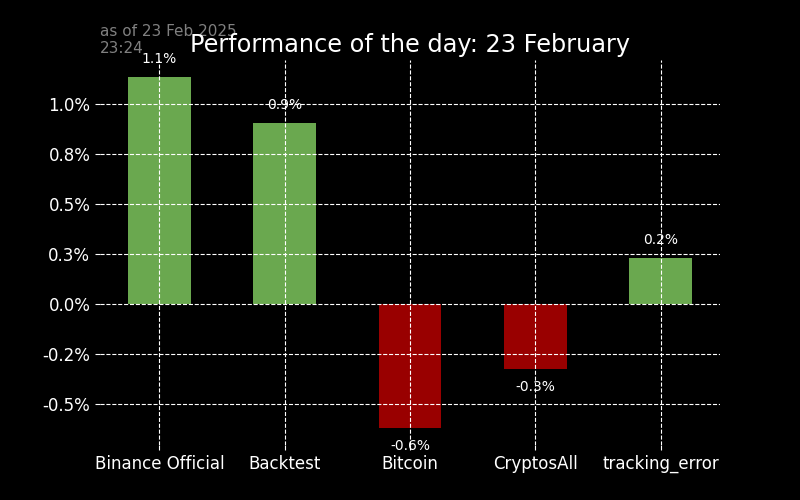 as of 23 Feb 2025
23:24
Performance of the day: 23 February
1.1%
0.9%
-0.6%
-0.3%
0.2%
1.0%
0.8%
0.5%
0.3%
0.0%
-0.2%
-0.5%
Binance Official
Backtest
Bitcoin
CryptosAll
tracking_error